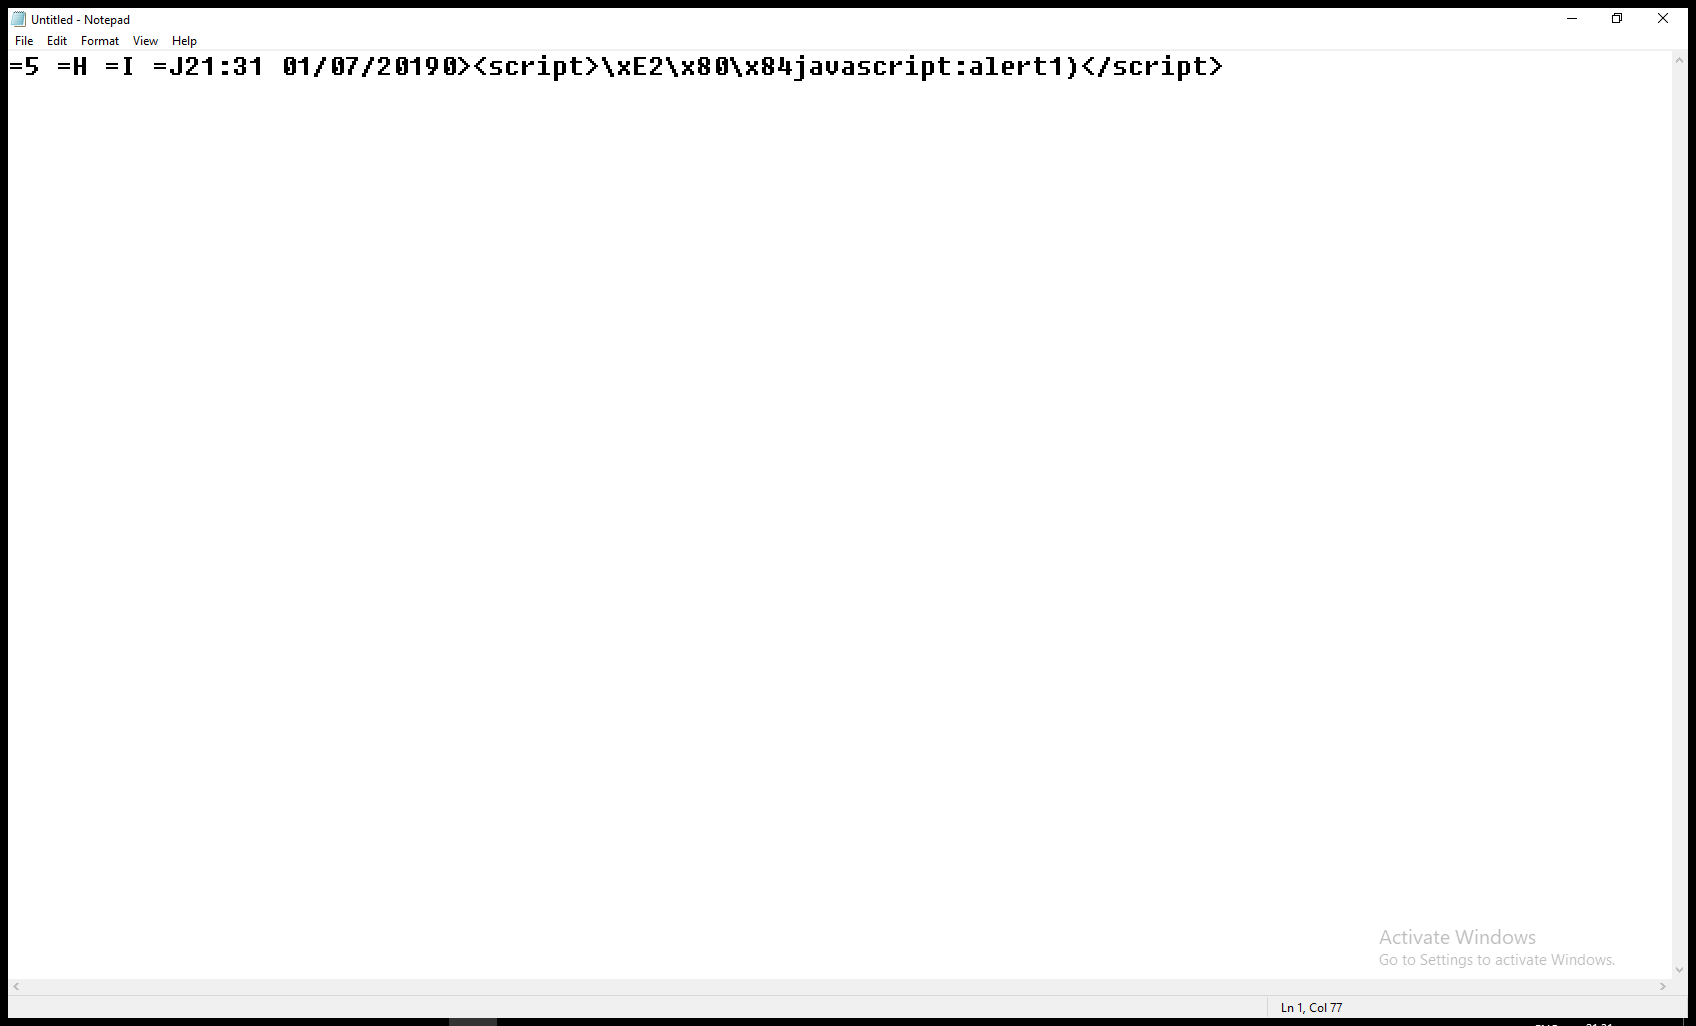 Untitled - Notepad
File Edit Format View Help
=5 =H =I =J21:31 01/07/20190><script>\xE2\x80\x84javascript:alert1)</script>
Activate Windows
Go to Settings to activate Windows.
Ln 1, Col 77